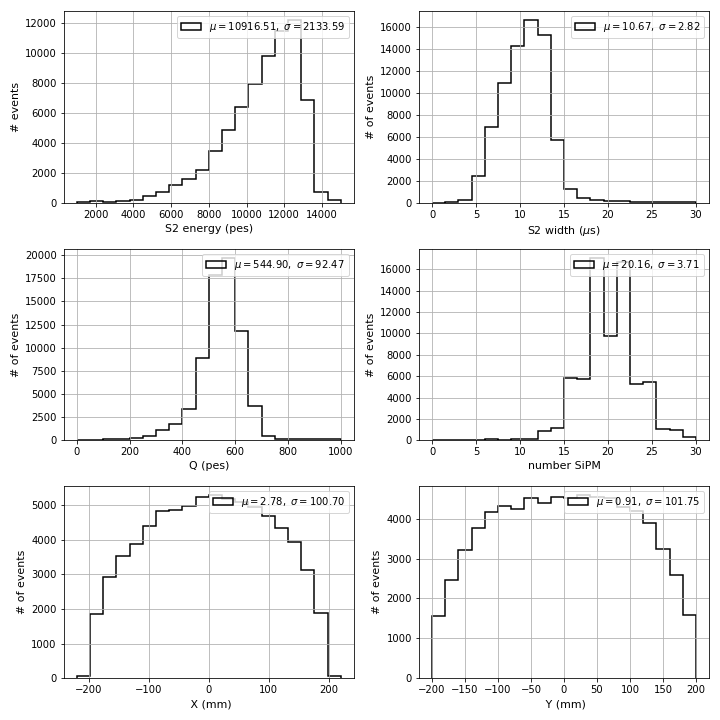 12000
10000
8000
6000
4000
2000
0
# events
μ = 10916.51, σ = 2133.59
2000 4000 6000 8000 10000 12000 14000
S2 energy (pes)
16000
14000
12000
10000
8000
6000
4000
2000
0
# of events
μ = 10.67, σ = 2.82
0 5 10 15 20 25 30
S2 width (μs)
20000
17500
15000
12500
10000
7500
5000
2500
0
# of events
μ = 544.90, σ = 92.47
0 200 400 600 800 1000
Q (pes)
16000
14000
12000
10000
8000
6000
4000
2000
0
# of events
μ = 20.16, σ = 3.71
0 5 10 15 20 25 30
number SiPM
5000
4000
3000
2000
1000
0
# of events
μ = 2.78, σ = 100.70
−200 −100 0 100 200
X (mm)
4000
3000
2000
1000
0
# of events
μ = 0.91, σ = 101.75
−200 −150 −100 −50 0 50 100 150 200
Y (mm)